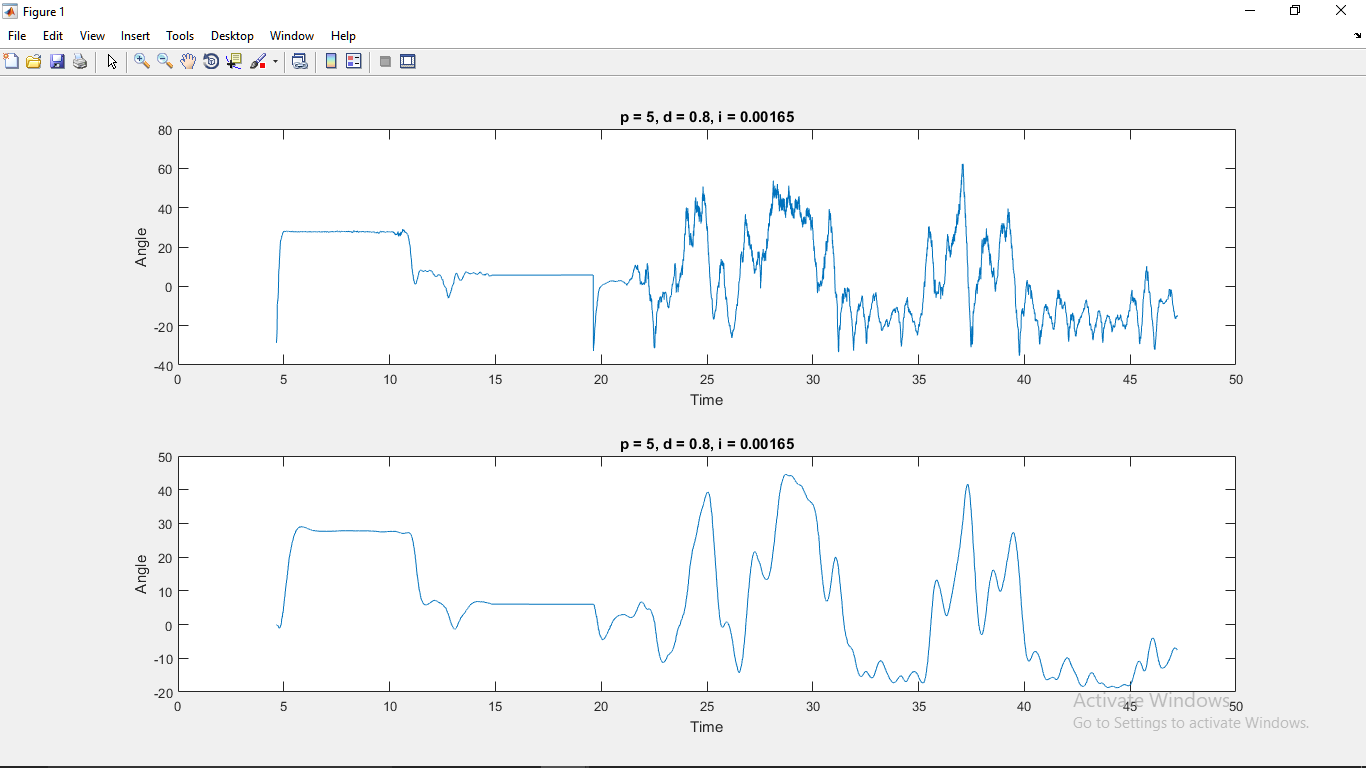 Figure 1
File Edit View Insert Tools Desktop Window Help
p = 5, d = 0.8, i = 0.00165
80
60
40
20
0
-20
-40
Angle
0 5 10 15 20 25 30 35 40 45 50
Time
p = 5, d = 0.8, i = 0.00165
50
40
30
20
10
0
-10
-20
Angle
0 5 10 15 20 25 30 35 40 45 50
Time
Activate Windows
Go to Settings to activate Windows.